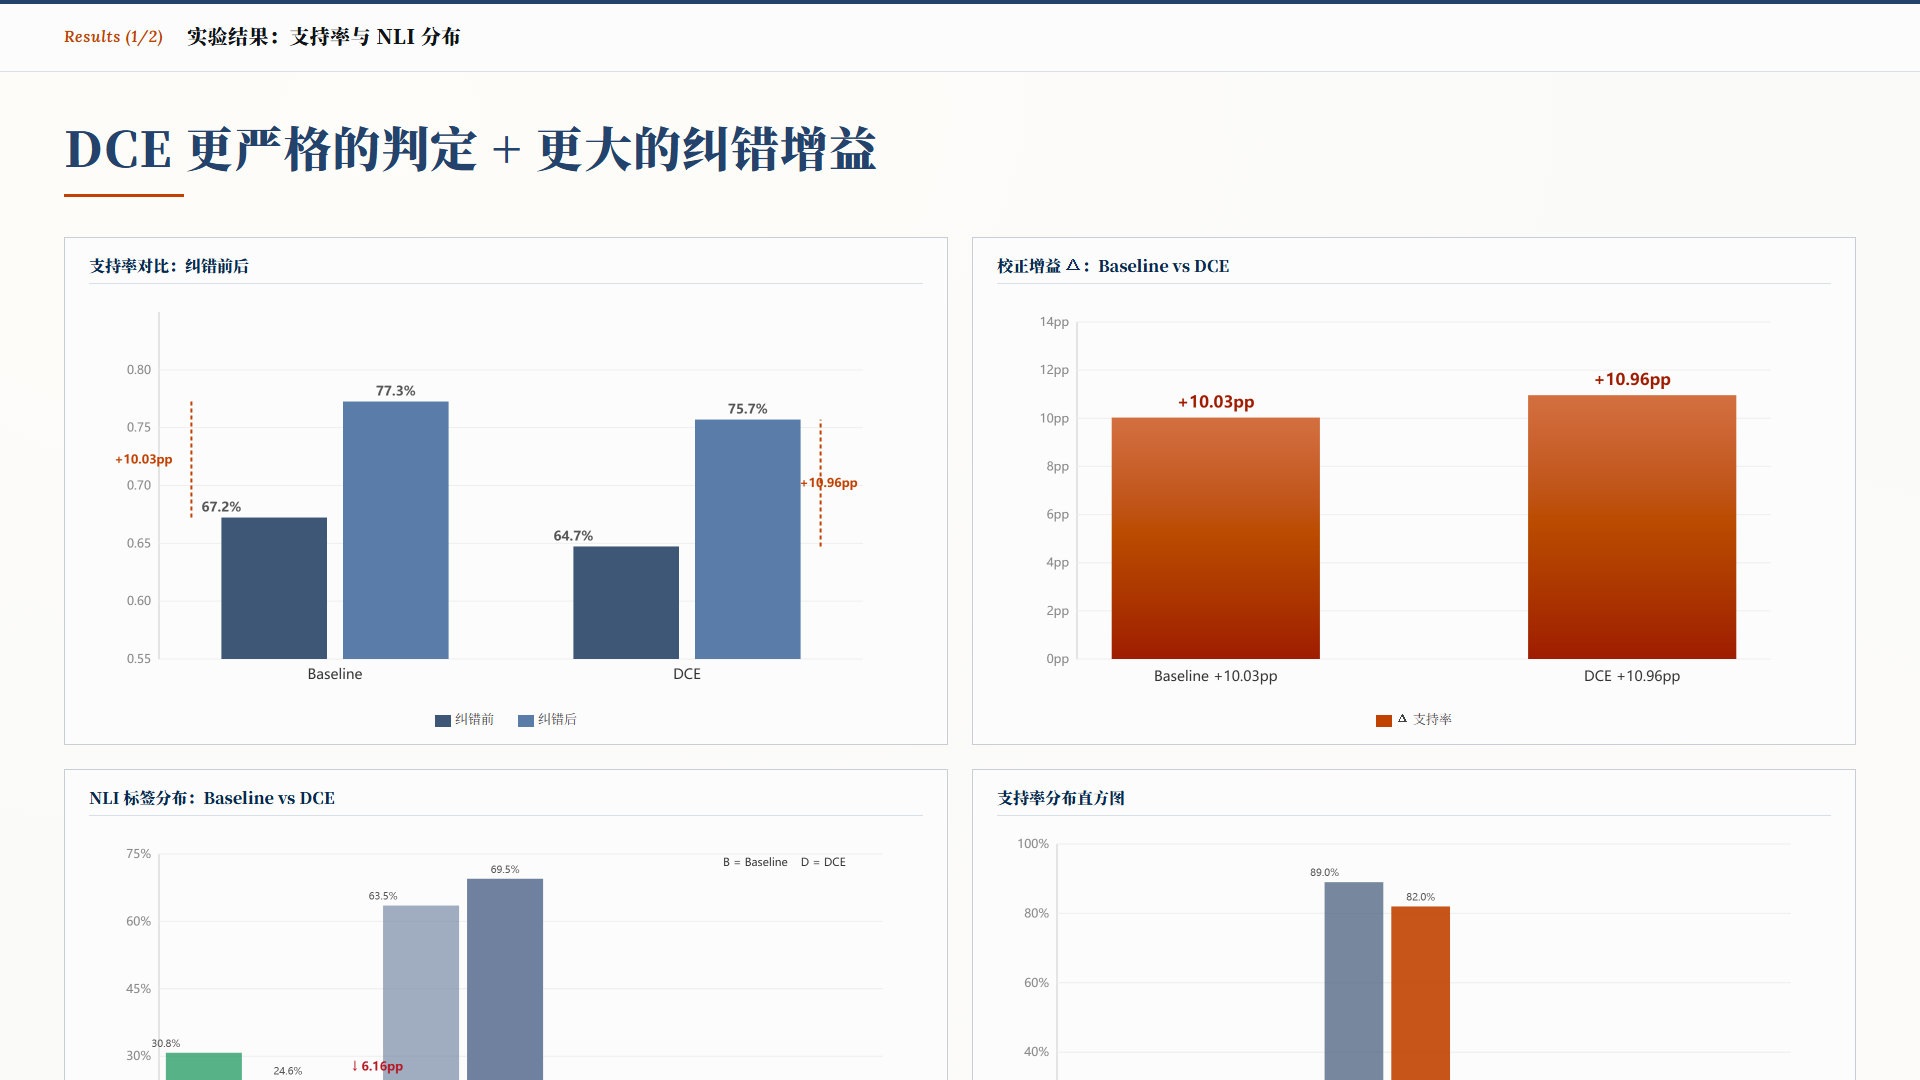 Results (1/2) 实验结果：支持率与 NLI 分布
DCE 更严格的判定 + 更大的纠错增益
支持率对比：纠错前后
0.80
0.75
0.70
0.65
0.60
0.55
77.3%
75.7%
+10.03pp
+10.96pp
67.2%
64.7%
Baseline
DCE
纠错前
纠错后
校正增益 Δ：Baseline vs DCE
14pp
12pp
10pp
8pp
6pp
4pp
2pp
0pp
+10.03pp
+10.96pp
Baseline +10.03pp
DCE +10.96pp
Δ 支持率
NLI 标签分布：Baseline vs DCE
75%
60%
45%
30%
B = Baseline D = DCE
69.5%
63.5%
30.8%
24.6%
↓ 6.16pp
支持率分布直方图
100%
80%
60%
40%
89.0%
82.0%